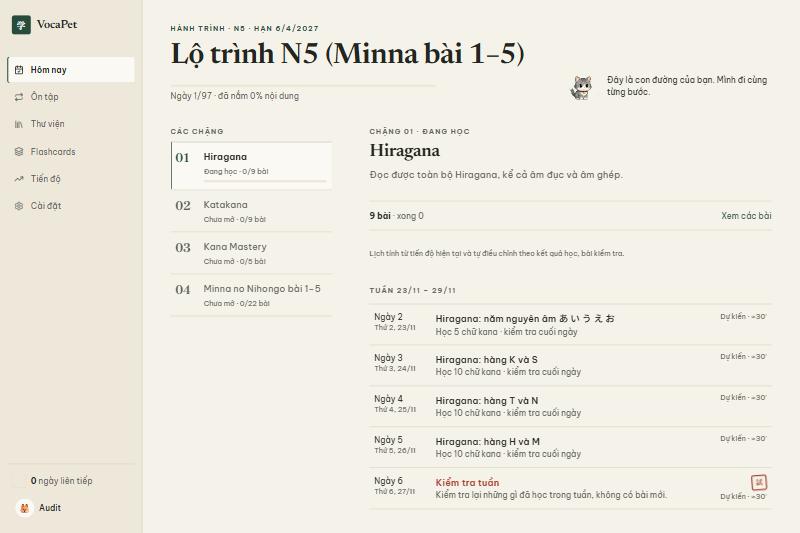 学 VocaPet
Hôm nay
Ôn tập
Thư viện
Flashcards
Tiến độ
Cài đặt
0 ngày liên tiếp
Audit
HÀNH TRÌNH · N5 · HẠN 6/4/2027
Lộ trình N5 (Minna bài 1–5)
Ngày 1/97 · đã nắm 0% nội dung
Đây là con đường của bạn. Mình đi cùng
từng bước.
CÁC CHẶNG
01 Hiragana
Đang học · 0/9 bài
02 Katakana
Chưa mở · 0/9 bài
03 Kana Mastery
Chưa mở · 0/5 bài
04 Minna no Nihongo bài 1–5
Chưa mở · 0/22 bài
CHẶNG 01 · ĐANG HỌC
Hiragana
Đọc được toàn bộ Hiragana, kể cả âm đục và âm ghép.
9 bài · xong 0 Xem các bài
Lịch tính từ tiến độ hiện tại và tự điều chỉnh theo kết quả học, bài kiểm tra.
TUẦN 23/11 – 29/11
Ngày 2 Hiragana: năm nguyên âm あ い う え お Dự kiến · ≈30'
Thứ 2, 23/11 Học 5 chữ kana · kiểm tra cuối ngày
Ngày 3 Hiragana: hàng K và S Dự kiến · ≈30'
Thứ 3, 24/11 Học 10 chữ kana · kiểm tra cuối ngày
Ngày 4 Hiragana: hàng T và N Dự kiến · ≈30'
Thứ 4, 25/11 Học 10 chữ kana · kiểm tra cuối ngày
Ngày 5 Hiragana: hàng H và M Dự kiến · ≈30'
Thứ 5, 26/11 Học 10 chữ kana · kiểm tra cuối ngày
Ngày 6 Kiểm tra tuần
Thứ 6, 27/11 Kiểm tra lại những gì đã học trong tuần, không có bài mới. Dự kiến · ≈30'